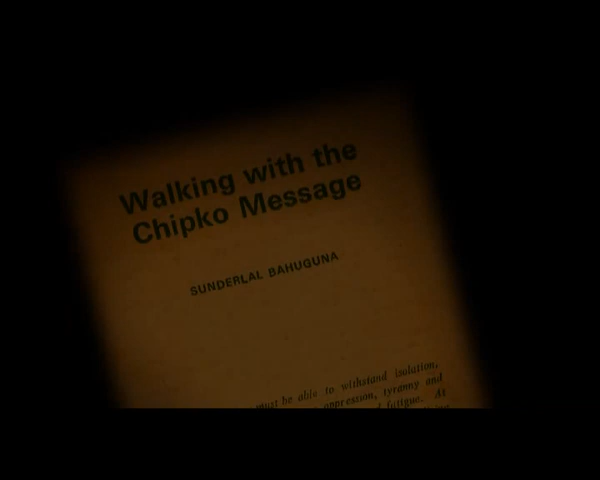 Walking with the
Chipko Message
SUNDERLAL BAHUGUNA
must be able to withstand isolation,
oppression, tyranny and
fatigue. At